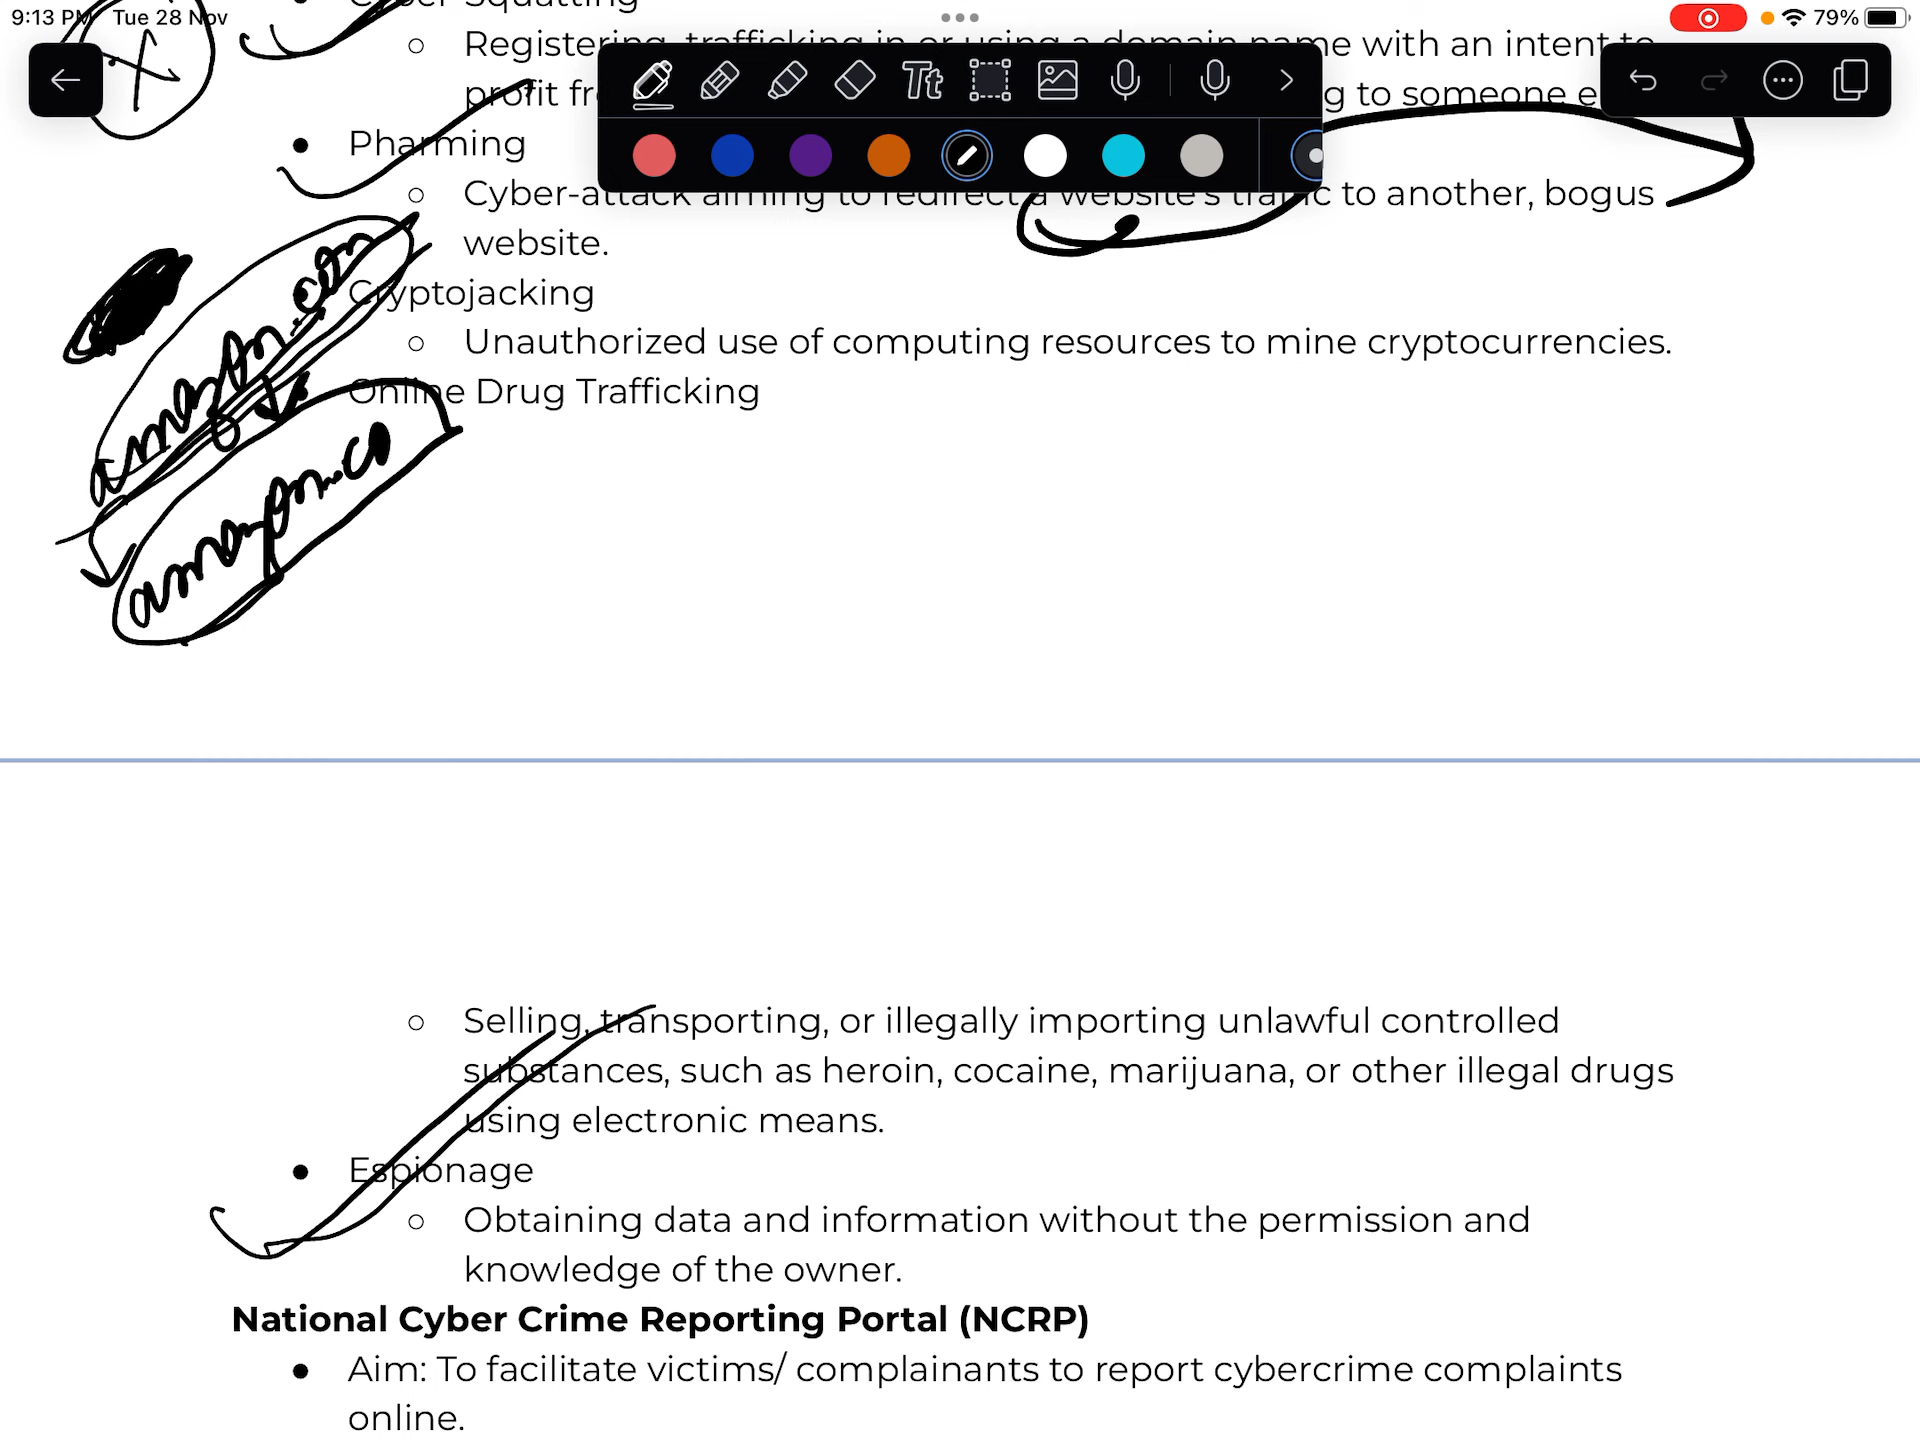 9:13 PM Tue 28 Nov
79%
Squatting
Registering, trafficking in or using a domain name with an intent to
profit g to someone
Tt
Pharming
Cyber-attack aiming to redirect a website's traffic to another, bogus
website.
Cryptojacking
Unauthorized use of computing resources to mine cryptocurrencies.
Online Drug Trafficking
amazon.com
amazon.co
Selling, transporting, or illegally importing unlawful controlled
substances, such as heroin, cocaine, marijuana, or other illegal drugs
using electronic means.
Espionage
Obtaining data and information without the permission and
knowledge of the owner.
National Cyber Crime Reporting Portal (NCRP)
Aim: To facilitate victims/ complainants to report cybercrime complaints
online.